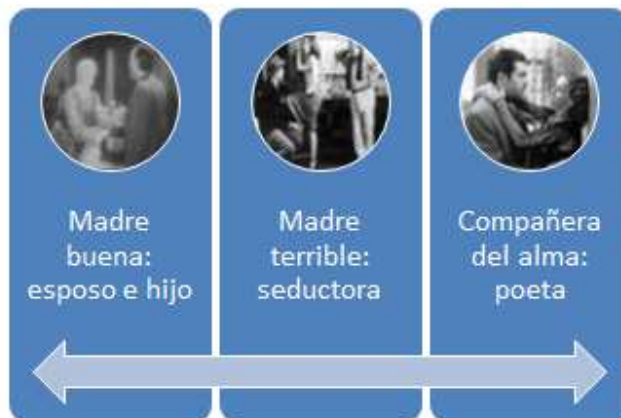 Madre
buena:
esposo e hijo
Madre
terrible:
seductora
Compañera
del alma:
poeta